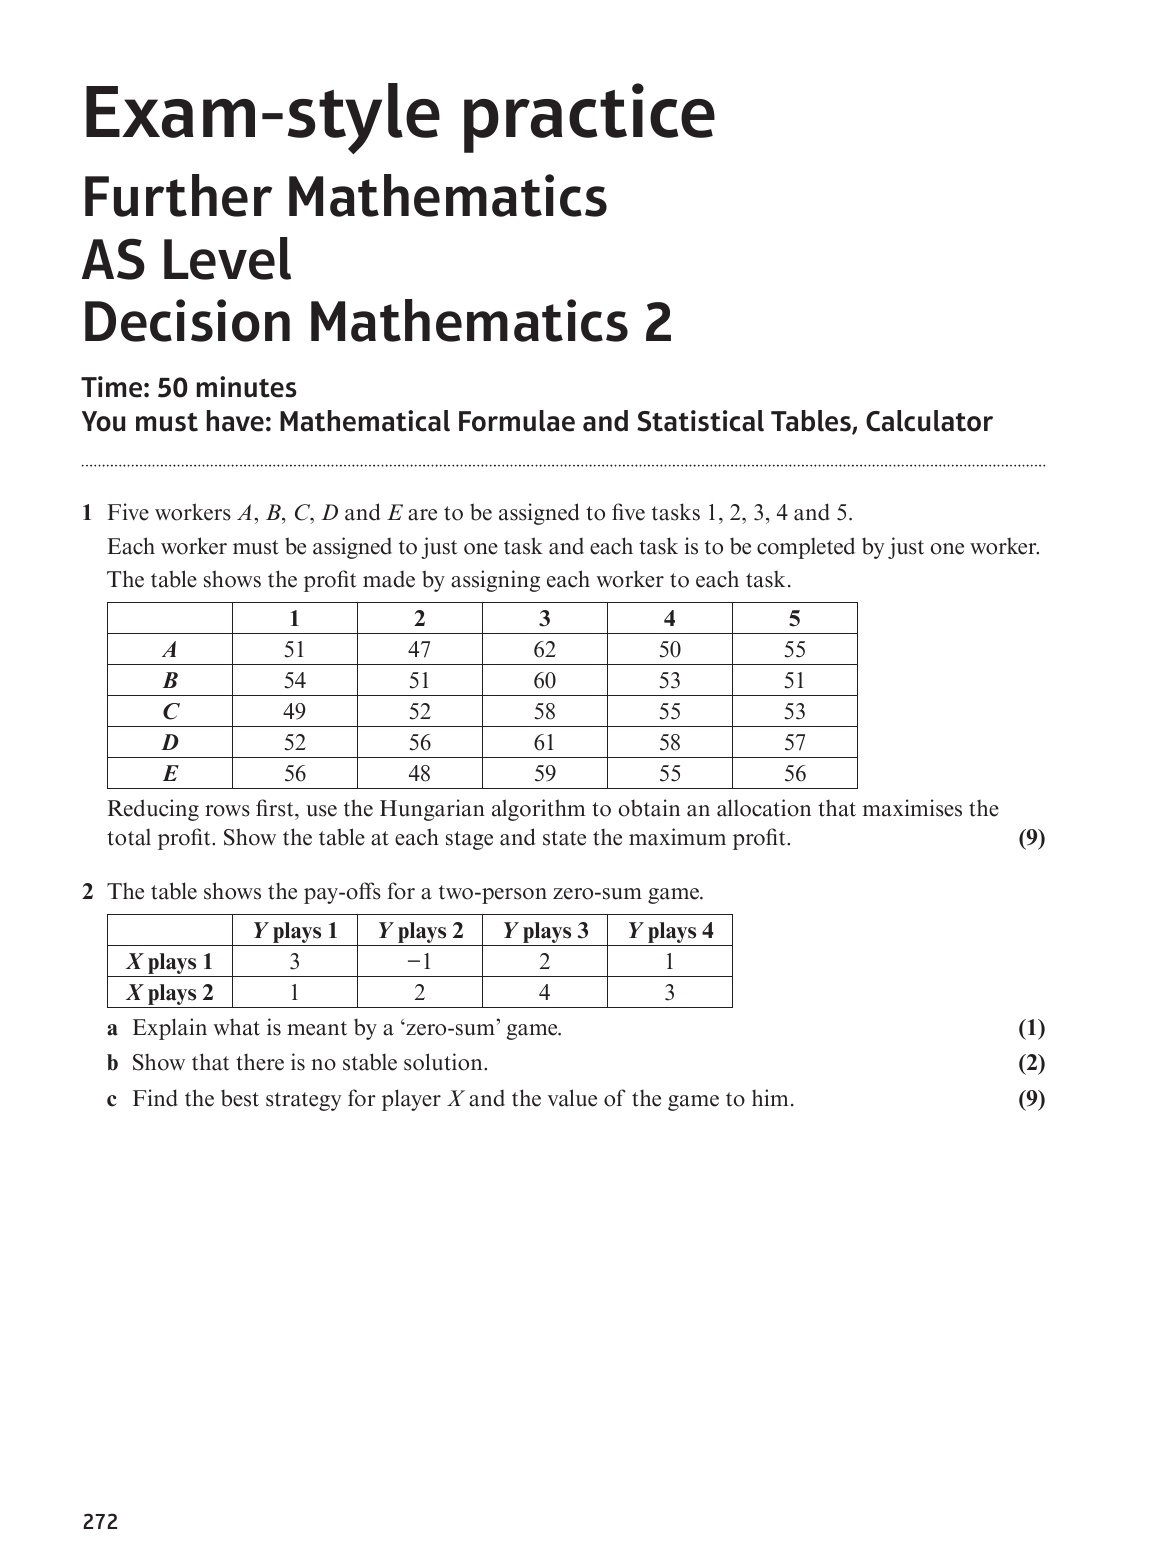 Exam-style practice
Further Mathematics
AS Level
Decision Mathematics 2
Time: 50 minutes
You must have: Mathematical Formulae and Statistical Tables, Calculator
1 Five workers A, B, C, D and E are to be assigned to five tasks 1, 2, 3, 4 and 5.
Each worker must be assigned to just one task and each task is to be completed by just one worker.
The table shows the profit made by assigning each worker to each task.
1 2 3 4 5
A 51 47 62 50 55
B 54 51 60 53 51
C 49 52 58 55 53
D 52 56 61 58 57
E 56 48 59 55 56
Reducing rows first, use the Hungarian algorithm to obtain an allocation that maximises the
total profit. Show the table at each stage and state the maximum profit. (9)
2 The table shows the pay-offs for a two-person zero-sum game.
Y plays 1 Y plays 2 Y plays 3 Y plays 4
X plays 1 3 −1 2 1
X plays 2 1 2 4 3
a Explain what is meant by a ‘zero-sum’ game. (1)
b Show that there is no stable solution. (2)
c Find the best strategy for player X and the value of the game to him. (9)
272